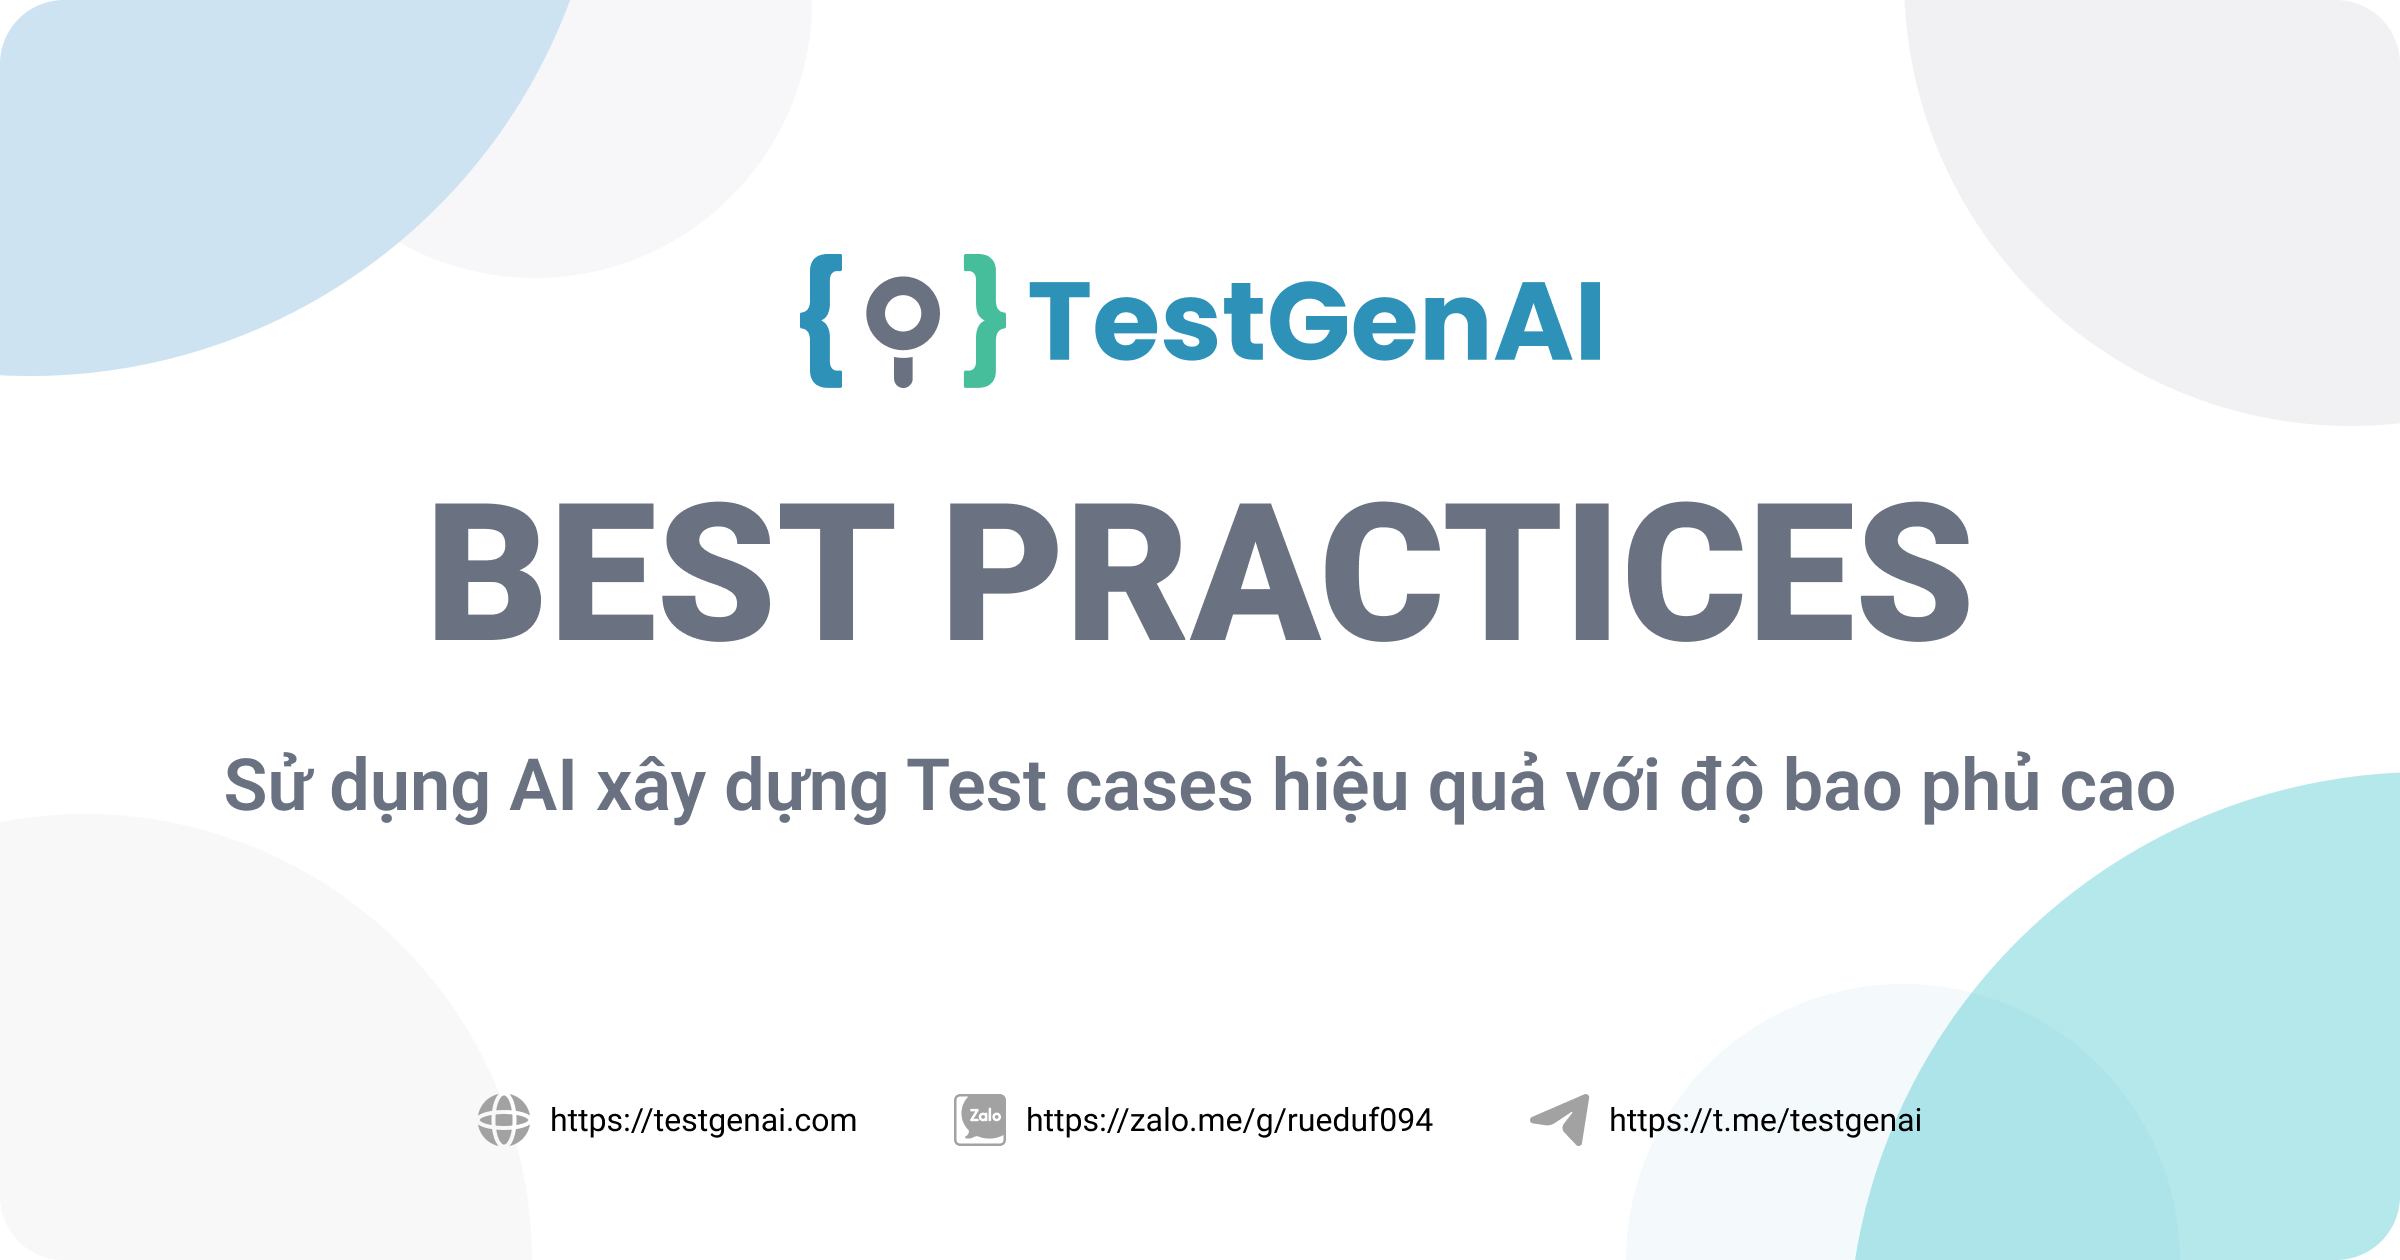 { } TestGenAI
BEST PRACTICES
Sử dụng AI xây dựng Test cases hiệu quả với độ bao phủ cao
https://testgenai.com
Zalo
https://zalo.me/g/rueduf094
https://t.me/testgenai